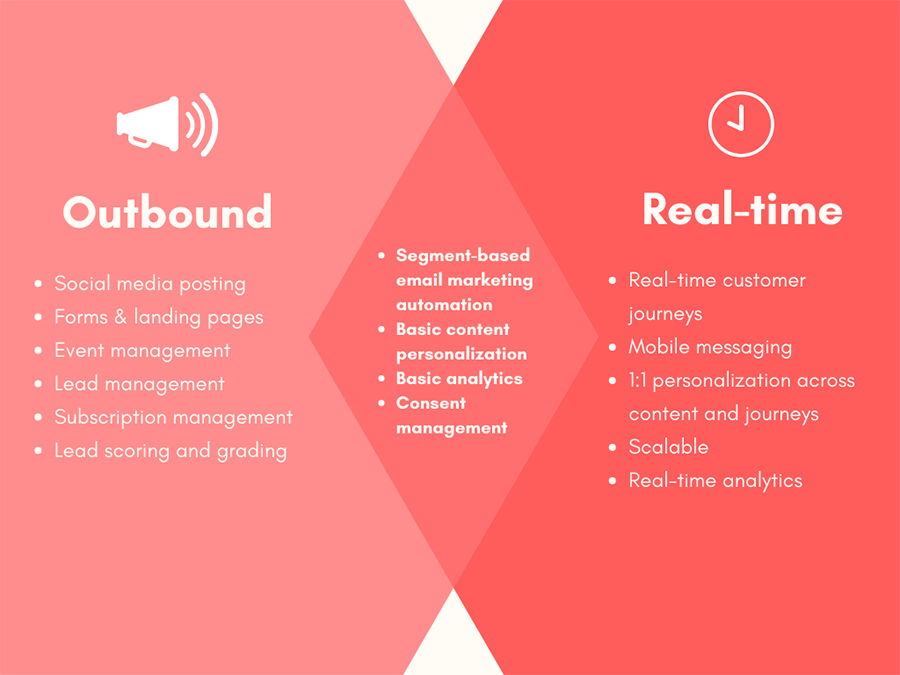 Outbound
• Social media posting
• Forms & landing pages
• Event management
• Lead management
• Subscription management
• Lead scoring and grading
• Segment-based
email marketing
automation
• Basic content
personalization
• Basic analytics
• Consent
management
Real-time
• Real-time customer
journeys
• Mobile messaging
• 1:1 personalization across
content and journeys
• Scalable
• Real-time analytics